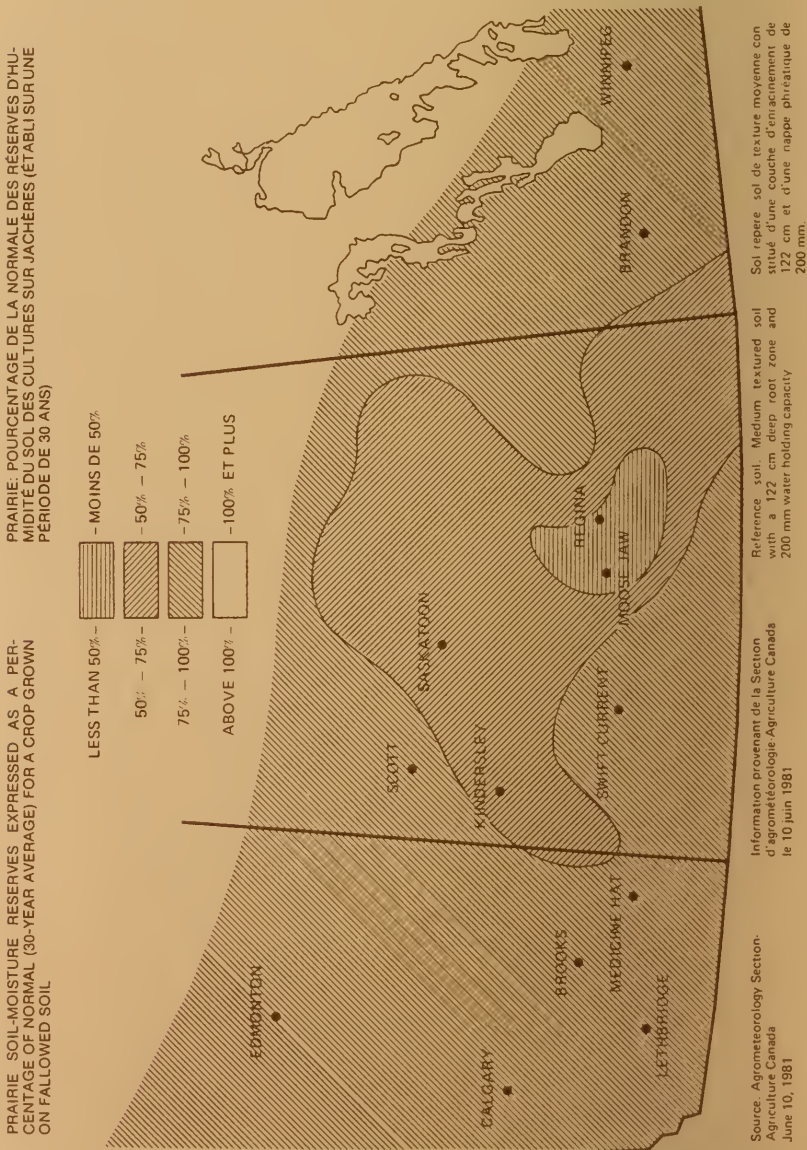 PRAIRIE SOIL-MOISTURE RESERVES EXPRESSED AS A PER-
CENTAGE OF NORMAL (30-YEAR AVERAGE) FOR A CROP GROWN
ON FALLOWED SOIL
PRAIRIE: POURCENTAGE DE LA NORMALE DES RÉSERVES D'HU-
MIDITÉ DU SOL DES CULTURES SUR JACHÈRES (ÉTABLI SUR UNE
PÉRIODE DE 30 ANS)
LESS THAN 50% – – MOINS DE 50%
50% – 75% – – 50% – 75%
75% – 100% – – 75% – 100%
ABOVE 100% – – 100% ET PLUS
EDMONTON
CALGARY
BROOKS
MEDICINE HAT
LETHBRIDGE
SCOTT
KINDERSLEY
SASKATOON
SWIFT CURRENT
REGINA
MOOSE JAW
BRANDON
WINNIPEG
Source. Agrometeorology Section-
Agriculture Canada
June 10, 1981
Information provenant de la Section
d'agrométéorologie-Agriculture Canada
le 10 juin 1981
Reference soil. Medium textured soil
with a 122 cm deep root zone and
200 mm water holding capacity
Sol repere sol de texture moyenne con
stitué d'une couche d'enracinement de
122 cm et d'une nappe phréatique de
200 mm.